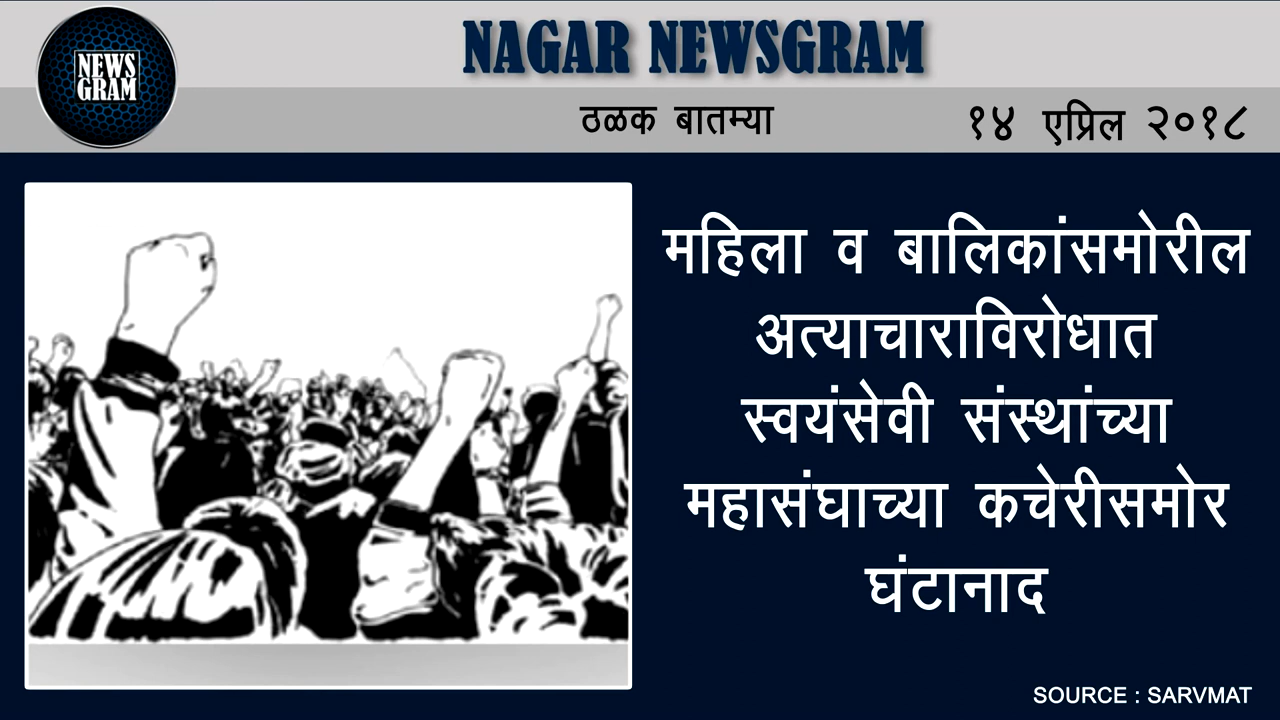 NEWS
GRAM
NAGAR NEWSGRAM
ठळक बातम्या
१४ एप्रिल २०१८
महिला व बालिकांसमोरील
अत्याचाराविरोधात
स्वयंसेवी संस्थांच्या
महासंघाच्या कचेरीसमोर
घंटानाद
SOURCE : SARVMAT